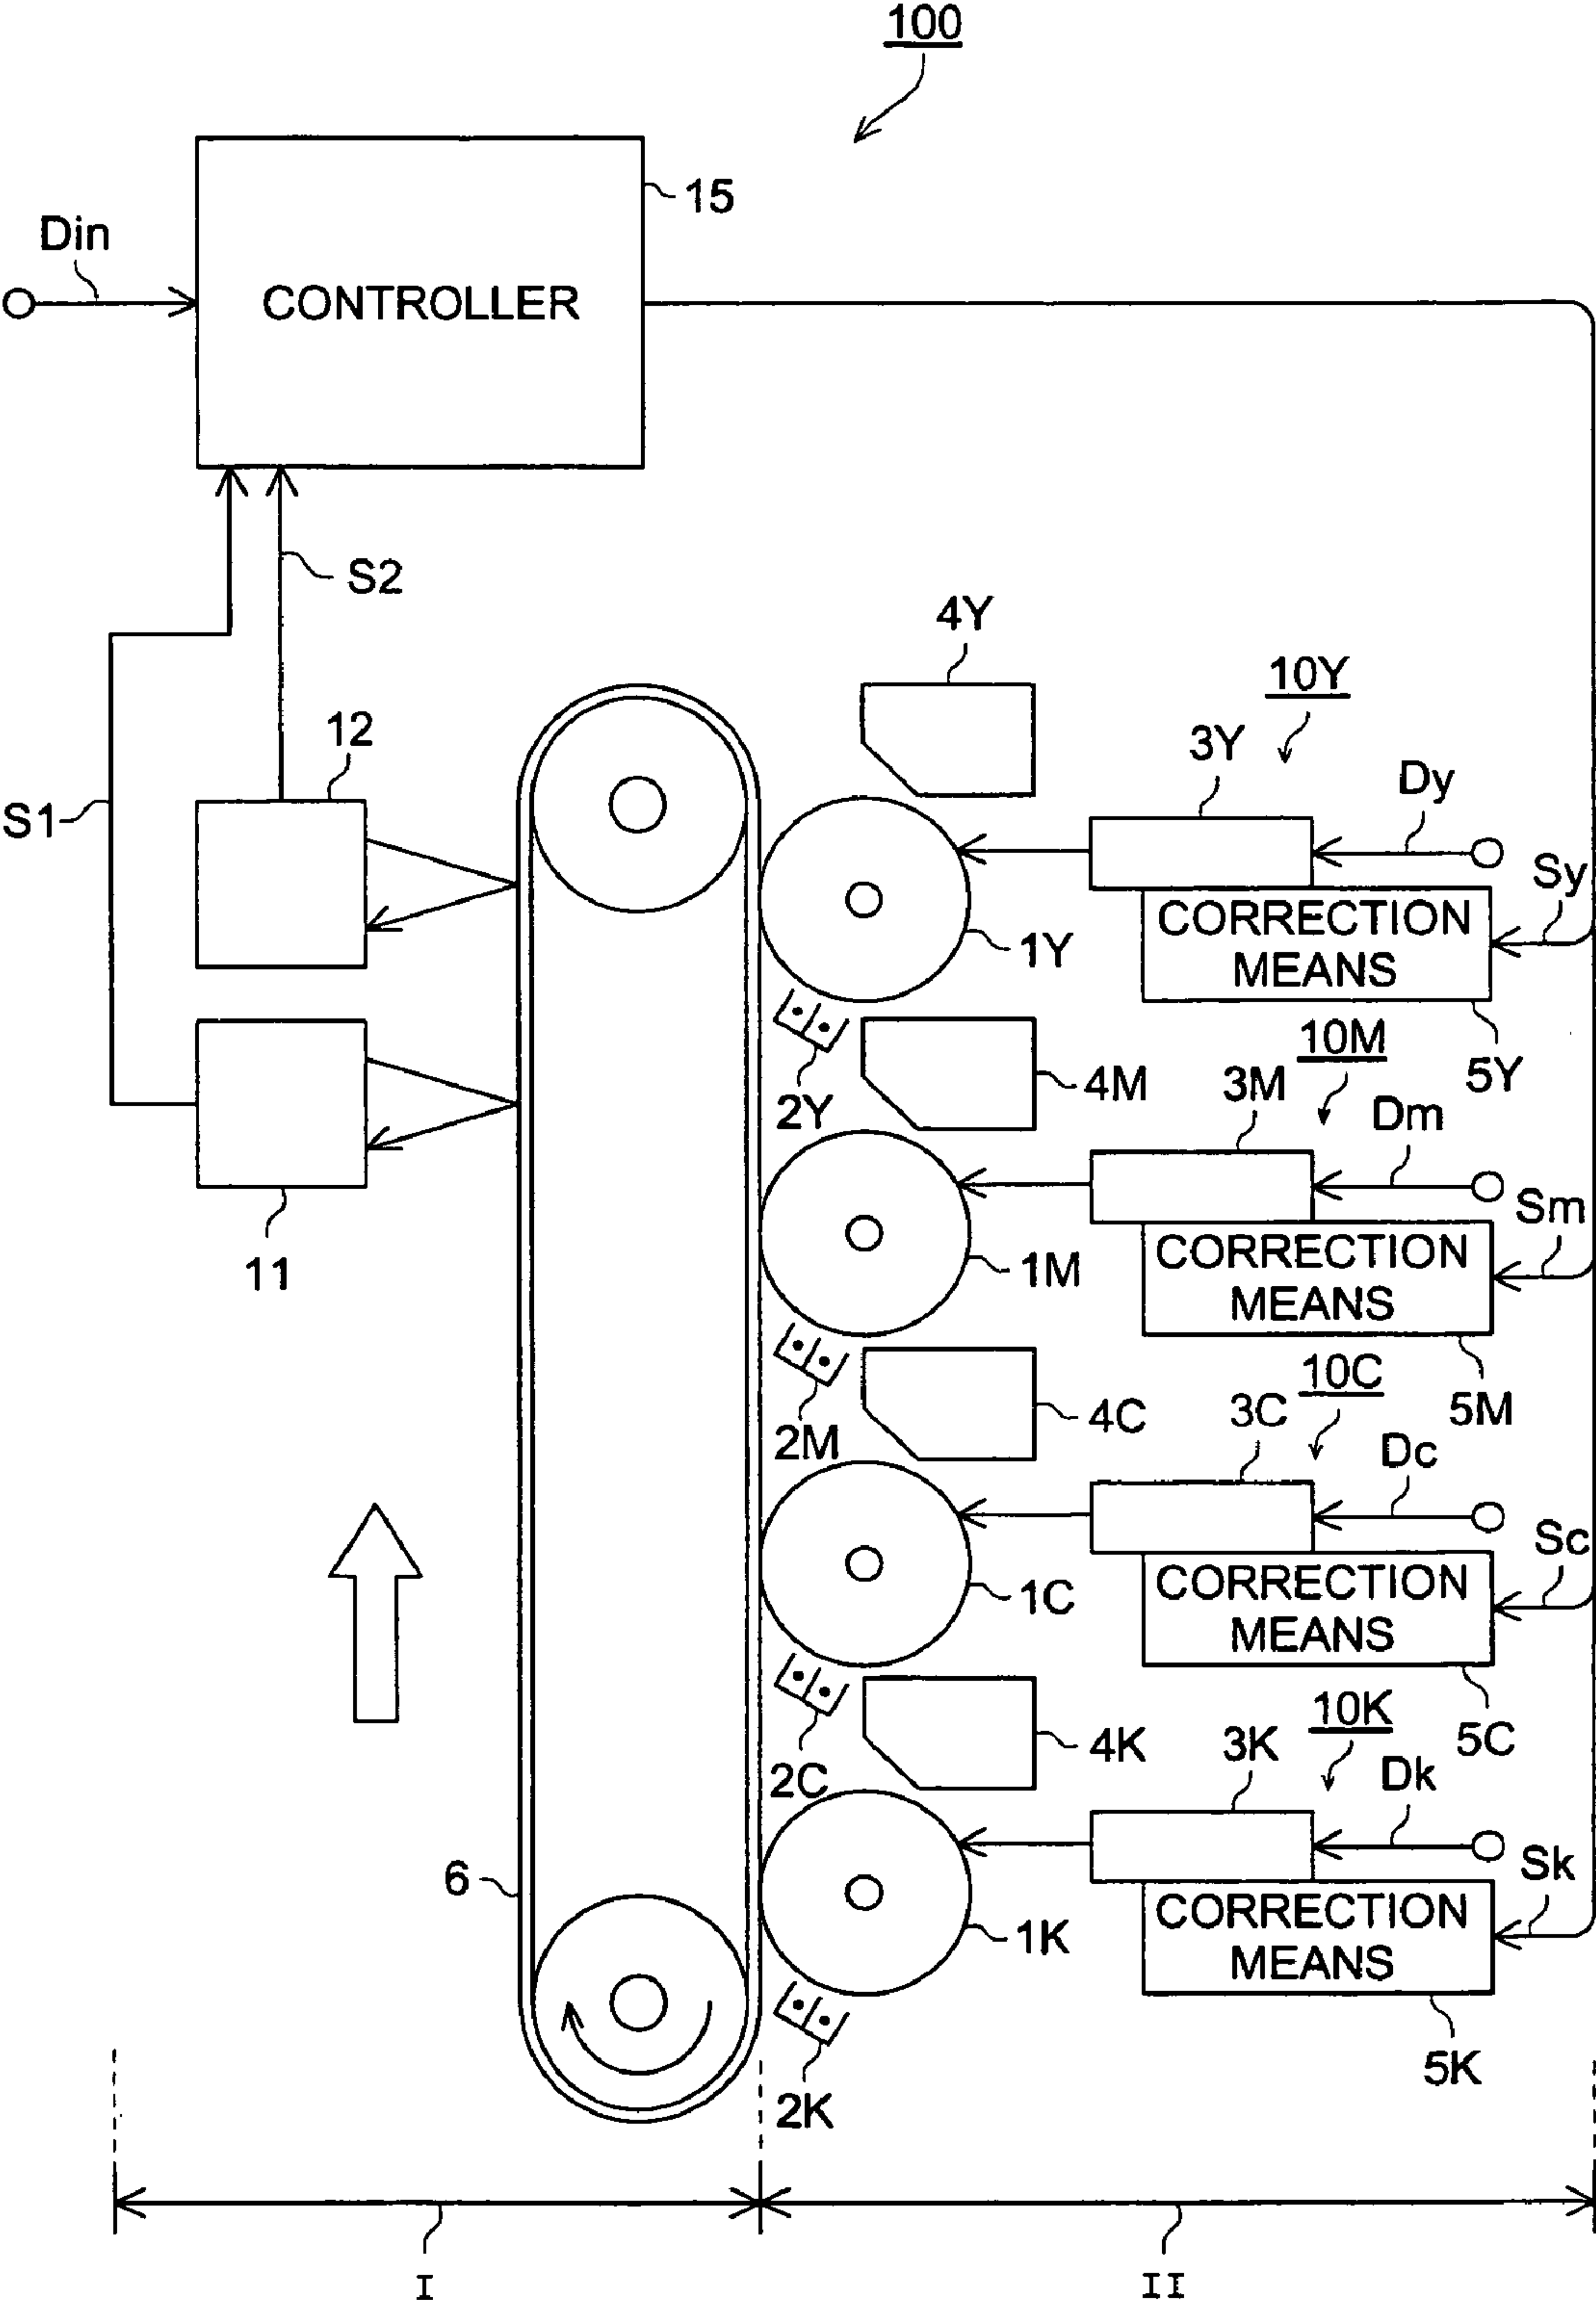 100
15
Din
CONTROLLER
S2
4Y
10Y
12
3Y
Dy
S1
Sy
CORRECTION
MEANS
1Y
10M
5Y
2Y
4M
3M
Dm
Sm
11
1M
CORRECTION
MEANS
10C
5M
2M
4C
3C
Dc
Sc
1C
CORRECTION
MEANS
10K
5C
2C
4K
3K
Dk
6
Sk
1K
CORRECTION
MEANS
5K
2K
I
II